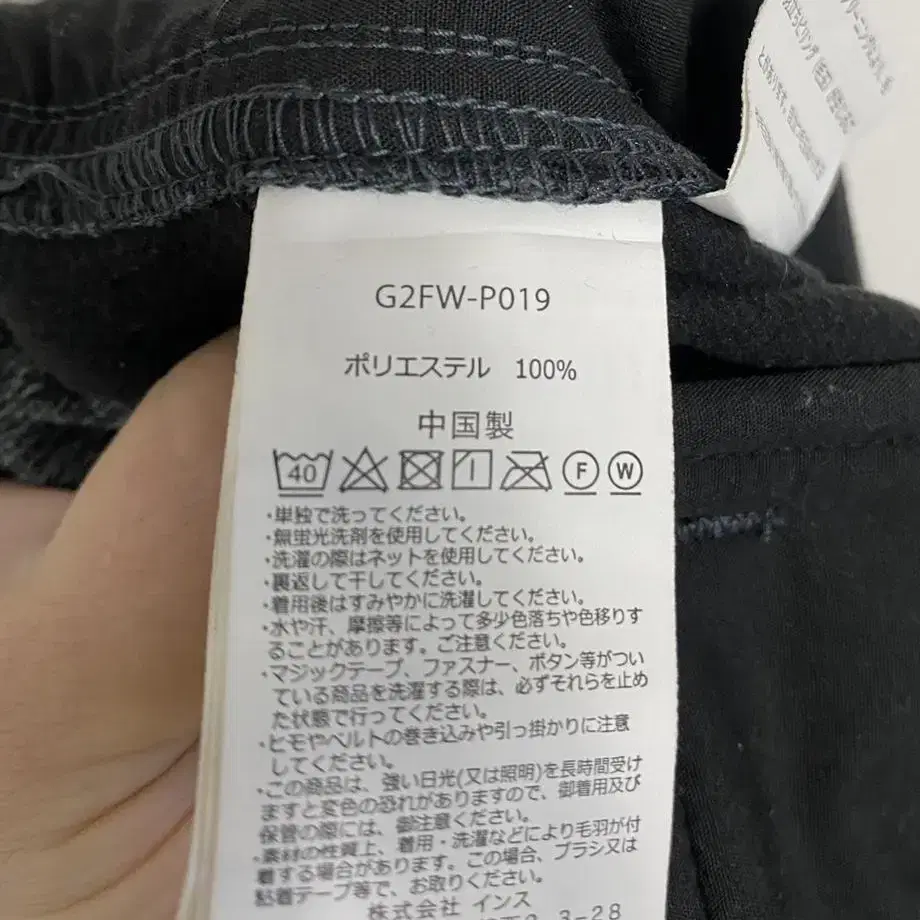 G2FW-P019
ポリエステル 100%
中国製
40 F W
・単独で洗ってください。
・無蛍光洗剤を使用してください。
・洗濯の際はネットを使用してください。
・裏返して干してください。
・着用後はすみやかに洗濯してください。
・水や汗、摩擦等によって多少色落ちや色移りす
ることがあります。ご注意ください。
・マジックテープ、ファスナー、ボタン等がつい
ている商品を洗濯する際は、必ずそれらを止め
た状態で行ってください。
・ヒモやベルトの巻き込みや引っ掛かりに注意
してください。
・この商品は、強い日光(又は照明)を長時間受け
ますと変色の恐れがありますので、御着用及び
保管の際には、御注意ください。
・素材の性質上、着用・洗濯などにより毛羽が付
着する場合があります。この場合、ブラシ又は
粘着テープ等で、お取りください。
株式会社 インス
3-28